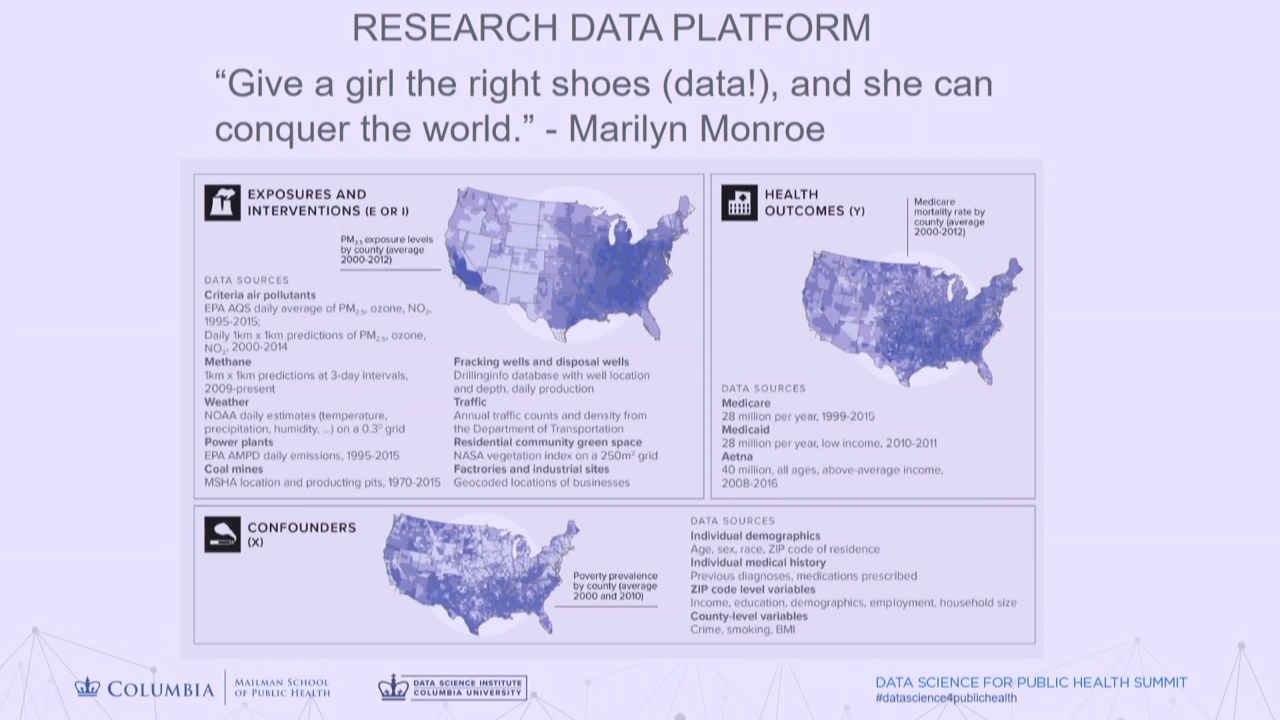 RESEARCH DATA PLATFORM
“Give a girl the right shoes (data!), and she can
conquer the world.” - Marilyn Monroe
EXPOSURES AND
INTERVENTIONS (E OR I)
PM2.5 exposure levels
by county (average
2000-2012)
DATA SOURCES
Criteria air pollutants
EPA AQS daily average of PM2.5, ozone, NO2,
1995-2015;
Daily 1km x 1km predictions of PM2.5, ozone,
NO2, 2000-2014
Methane
1km x 1km predictions at 3-day intervals,
2009-present
Weather
NOAA daily estimates (temperature,
precipitation, humidity, ...) on a 0.3° grid
Power plants
EPA AMPD daily emissions, 1995-2015
Coal mines
MSHA location and producting pits, 1970-2015
Fracking wells and disposal wells
Drillinginfo database with well location
and depth, daily production
Traffic
Annual traffic counts and density from
the Department of Transportation
Residential community green space
NASA vegetation index on a 250m² grid
Factrories and industrial sites
Geocoded locations of businesses
HEALTH
OUTCOMES (Y)
Medicare
mortality rate by
county (average
2000-2012)
DATA SOURCES
Medicare
28 million per year, 1999-2015
Medicaid
28 million per year, low income, 2010-2011
Aetna
40 million, all ages, above-average income,
2008-2016
CONFOUNDERS
(X)
Poverty prevalence
by county (average
2000 and 2010)
DATA SOURCES
Individual demographics
Age, sex, race, ZIP code of residence
Individual medical history
Previous diagnoses, medications prescribed
ZIP code level variables
Income, education, demographics, employment, household size
County-level variables
Crime, smoking, BMI
COLUMBIA
MAILMAN SCHOOL
OF PUBLIC HEALTH
DATA SCIENCE INSTITUTE
COLUMBIA UNIVERSITY
DATA SCIENCE FOR PUBLIC HEALTH SUMMIT
#datascience4publichealth